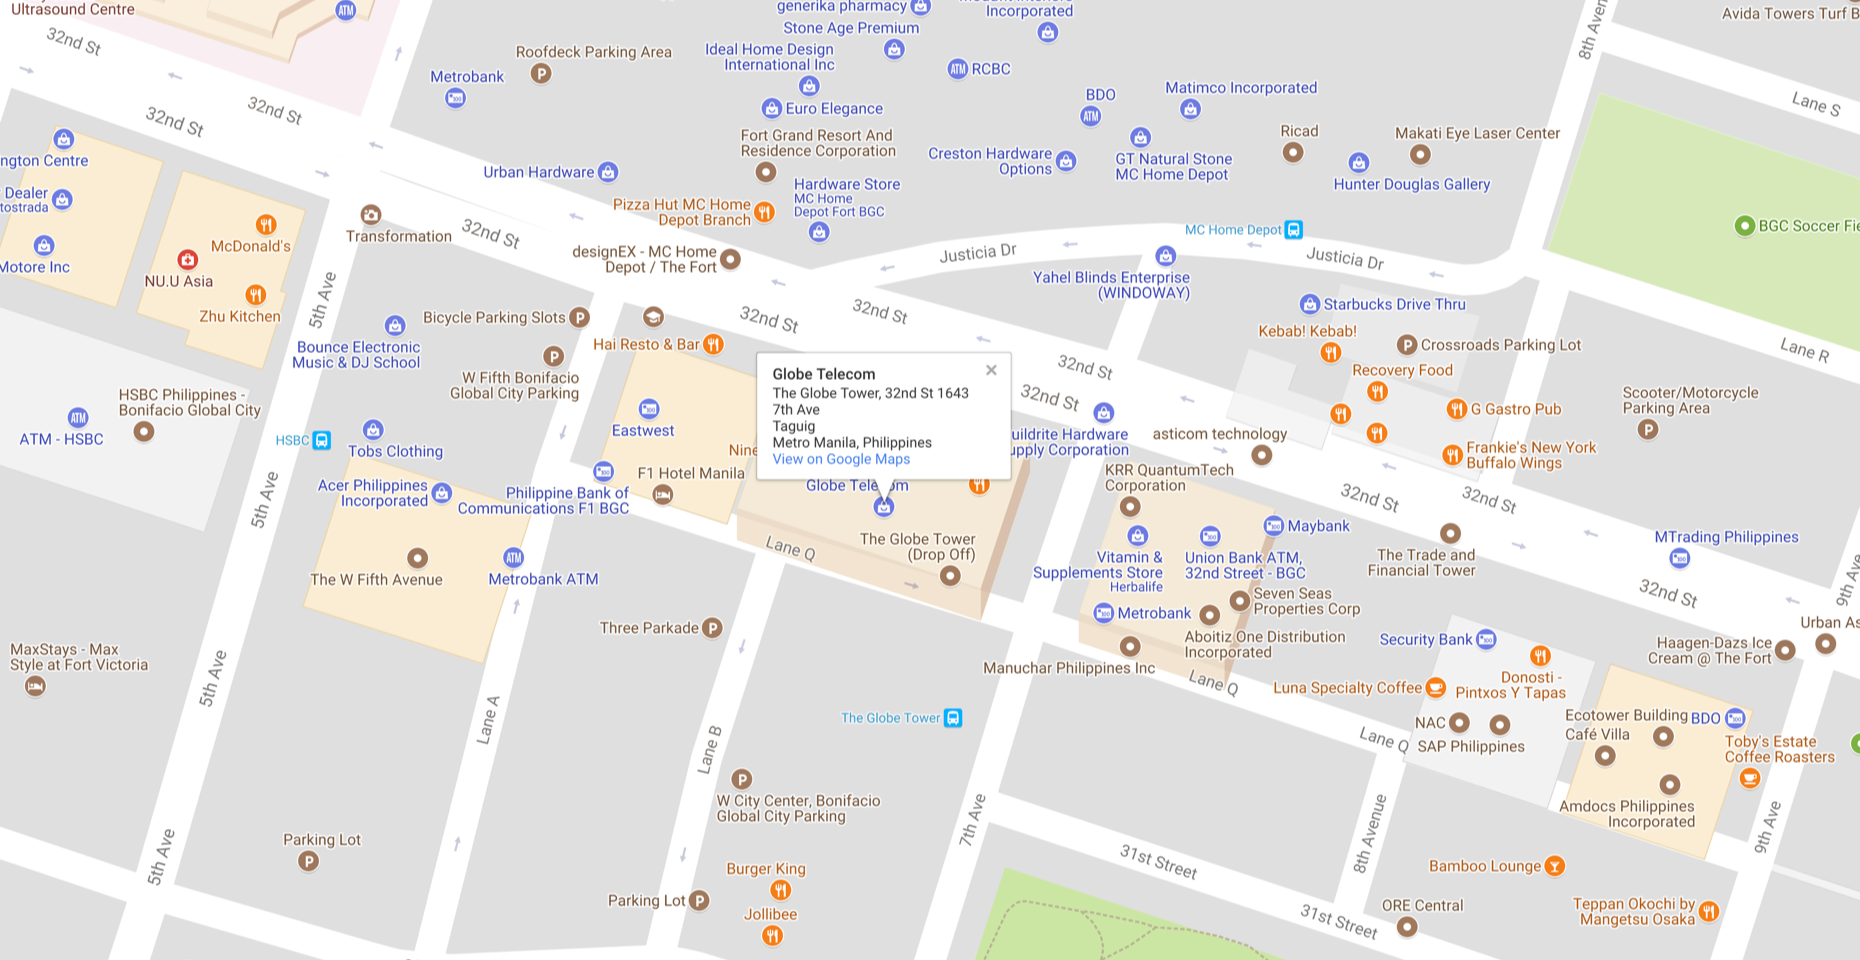 Ultrasound Centre
32nd St
32nd St
32nd St
generika pharmacy
Stone Age Premium
Incorporated
Ideal Home Design
International Inc
Roofdeck Parking Area
Metrobank
ATM
ATM
RCBC
Euro Elegance
BDO
ATM
Matimco Incorporated
8th Aven
Avida Towers Turf B
Lane S
Fort Grand Resort And
Residence Corporation
Creston Hardware
Options
GT Natural Stone
MC Home Depot
Ricad
Makati Eye Laser Center
Hunter Douglas Gallery
ngton Centre
Dealer
tostrada
Motore Inc
McDonald's
NU.U Asia
Zhu Kitchen
Urban Hardware
Hardware Store
MC Home
Depot Fort BGC
Pizza Hut MC Home
Depot Branch
Transformation
32nd St
designEX - MC Home
Depot / The Fort
Justicia Dr
MC Home Depot
Justicia Dr
BGC Soccer Fie
Yahel Blinds Enterprise
(WINDOWAY)
Starbucks Drive Thru
Kebab! Kebab!
Crossroads Parking Lot
Recovery Food
Lane R
5th Ave
Bicycle Parking Slots
Bounce Electronic
Music & DJ School
Hai Resto & Bar
32nd St
32nd St
32nd St
32nd St
W Fifth Bonifacio
Global City Parking
HSBC Philippines -
Bonifacio Global City
ATM
ATM - HSBC
HSBC
Tobs Clothing
Eastwest
Nine
Globe Telecom
The Globe Tower, 32nd St 1643
7th Ave
Taguig
Metro Manila, Philippines
View on Google Maps
uildrite Hardware
upply Corporation
asticom technology
G Gastro Pub
Scooter/Motorcycle
Parking Area
Frankie's New York
Buffalo Wings
KRR QuantumTech
Corporation
32nd St
32nd St
5th Ave
Acer Philippines
Incorporated
Philippine Bank of
Communications F1 BGC
F1 Hotel Manila
Globe Telecom
The Globe Tower
(Drop Off)
Lane Q
Maybank
Vitamin &
Supplements Store
Herbalife
Union Bank ATM,
32nd Street - BGC
The Trade and
Financial Tower
MTrading Philippines
32nd St
9th Ave
The W Fifth Avenue
ATM
Metrobank ATM
Metrobank
Seven Seas
Properties Corp
Aboitiz One Distribution
Incorporated
Three Parkade
Manuchar Philippines Inc
Lane Q
Security Bank
Haagen-Dazs Ice
Cream @ The Fort
Urban As
MaxStays - Max
Style at Fort Victoria
5th Ave
Lane A
Lane B
The Globe Tower
Luna Specialty Coffee
Donosti -
Pintxos Y Tapas
NAC
SAP Philippines
Lane Q
Ecotower Building
BDO
Café Villa
Toby's Estate
Coffee Roasters
Amdocs Philippines
Incorporated
W City Center, Bonifacio
Global City Parking
Parking Lot
5th Ave
7th Ave
31st Street
8th Avenue
9th Ave
Burger King
Parking Lot
Jollibee
Bamboo Lounge
31st Street
ORE Central
Teppan Okochi by
Mangetsu Osaka